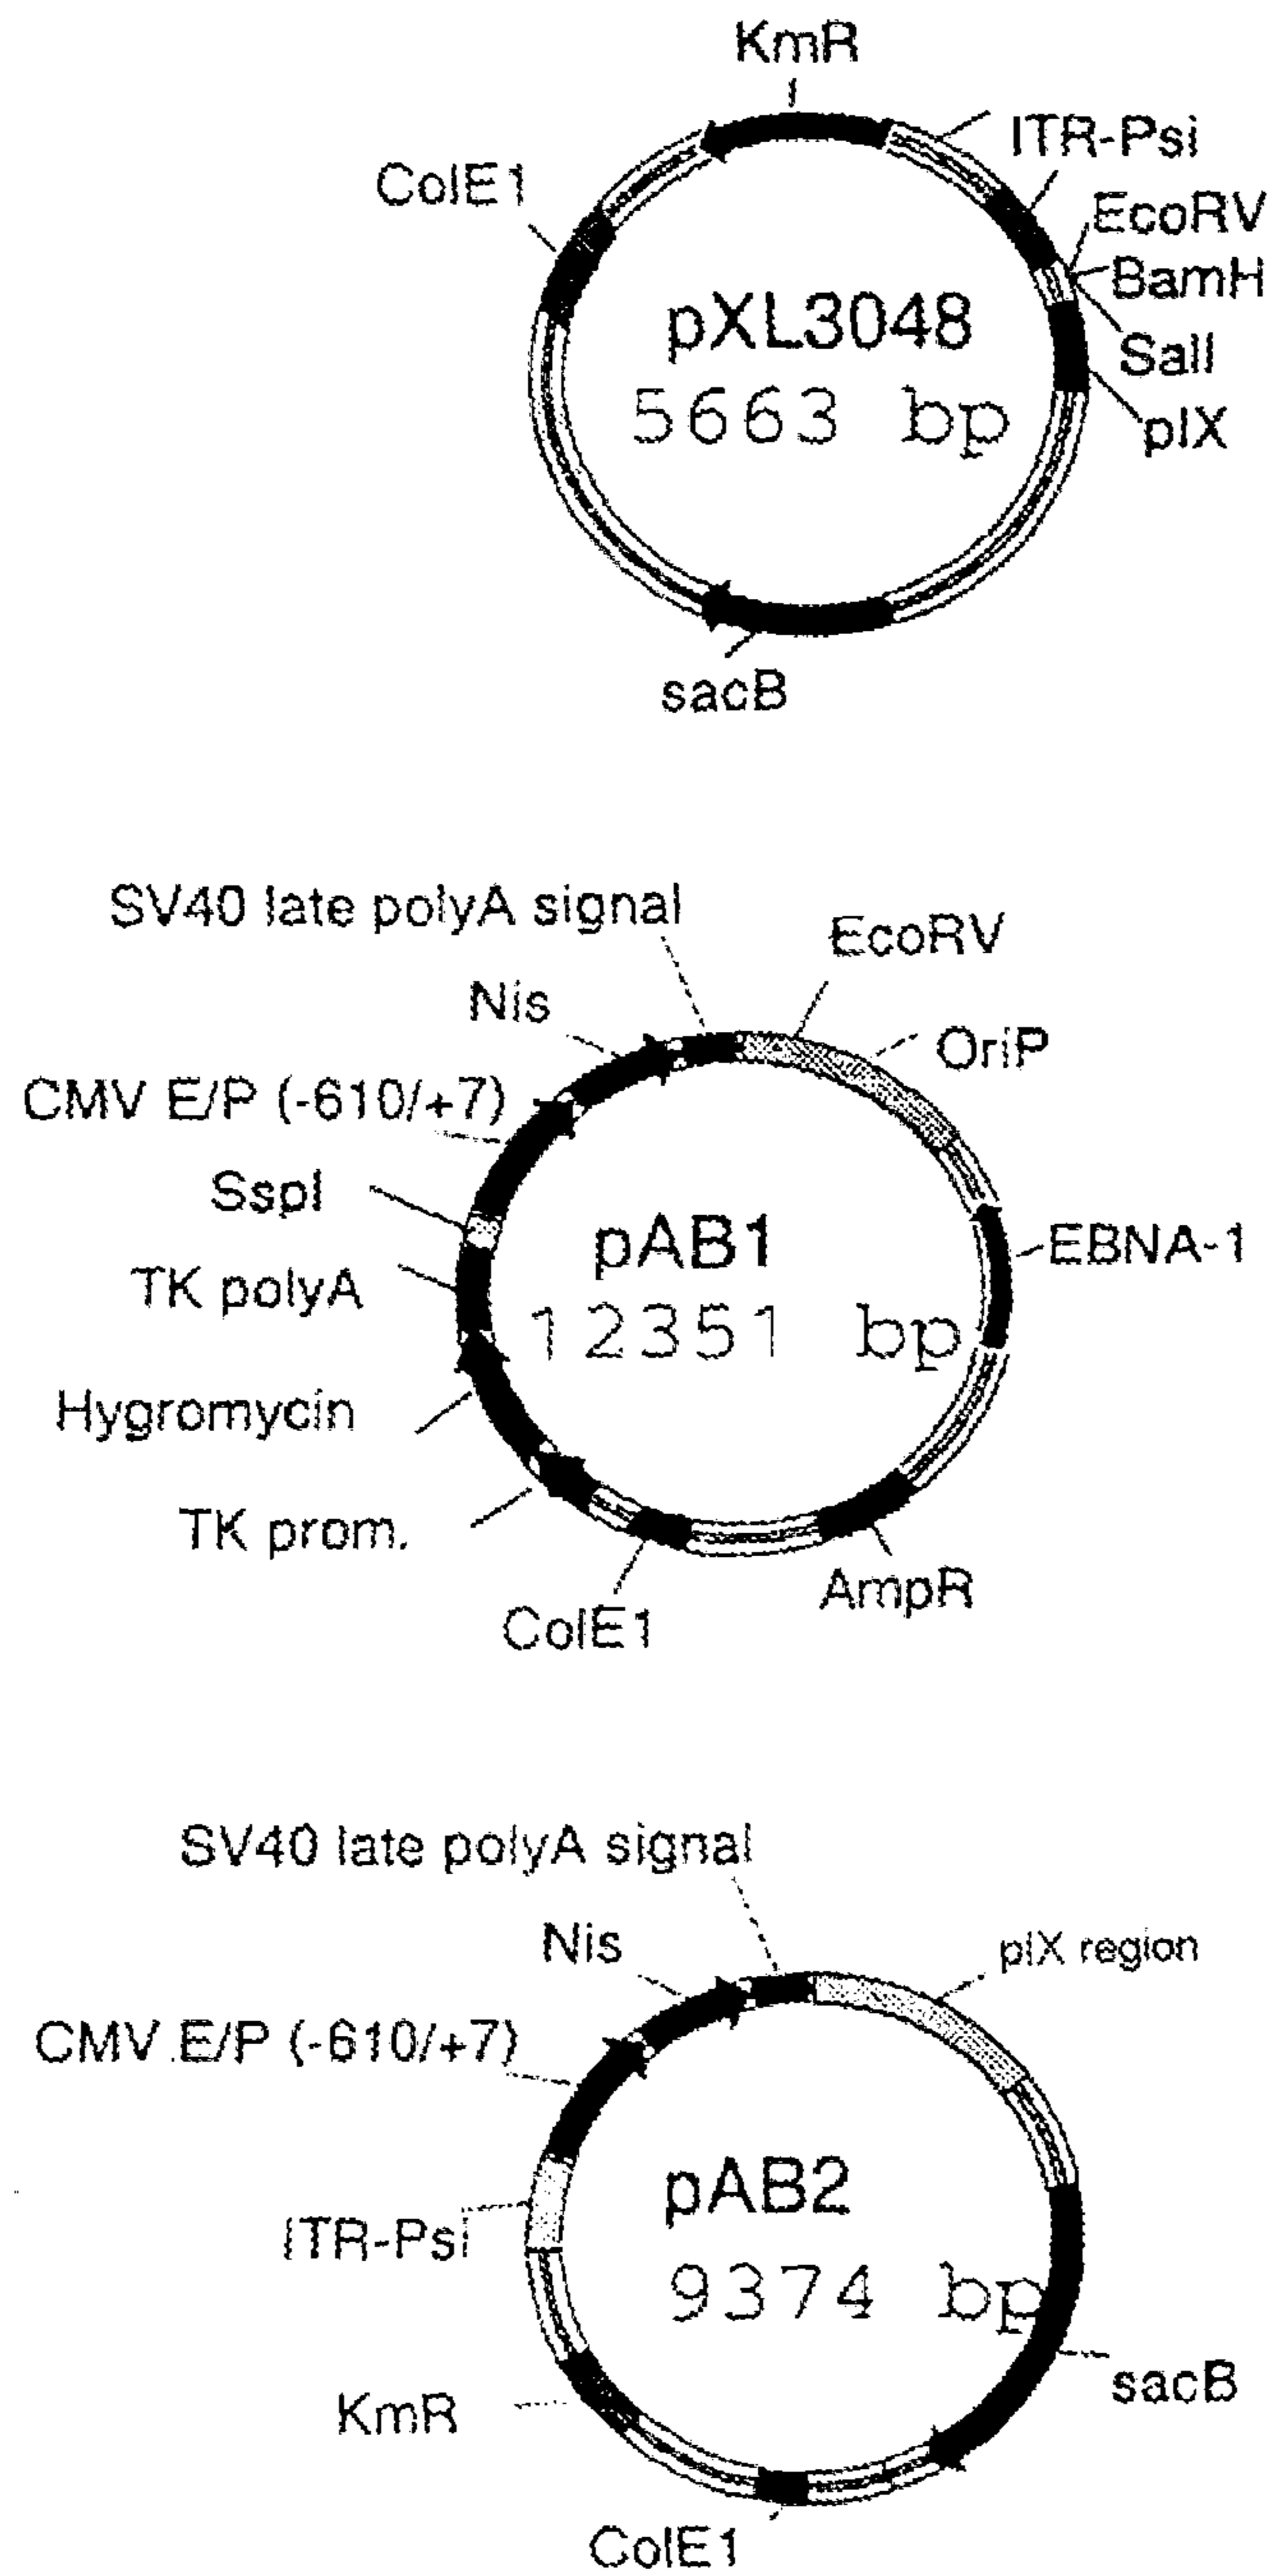 KmR
ITR-Psi
ColE1
EcoRV
BamH
SalI
pXL3048
5663 bp
pIX
sacB
SV40 late polyA signal
EcoRV
Nis
OriP
CMV E/P (-610/+7)
SspI
pAB1
EBNA-1
TK polyA
12351 bp
Hygromycin
TK prom.
AmpR
ColE1
SV40 late polyA signal
Nis
pIX region
CMV E/P (-610/+7)
pAB2
ITR-Psi
9374 bp
sacB
KmR
ColE1